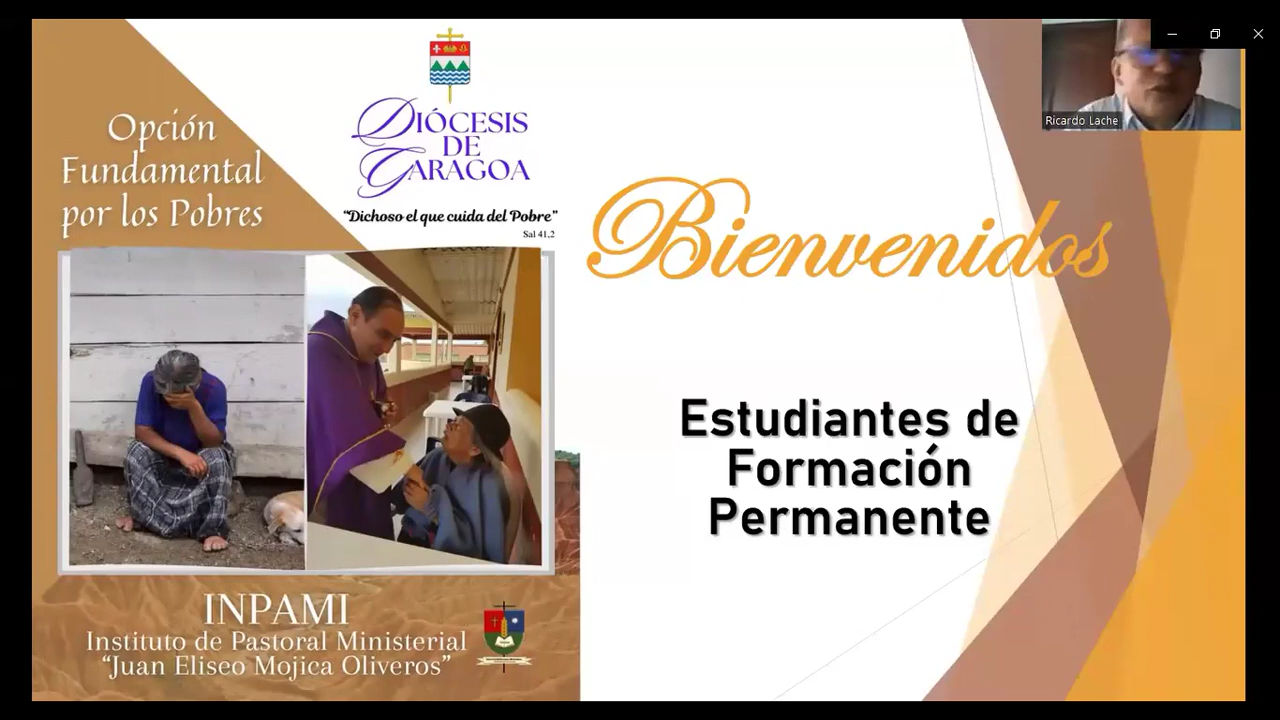 Opción
Fundamental
por los Pobres
DIÓCESIS
DE
GARAGOA
“Dichoso el que cuida del Pobre”
Sal 41,2
Bienvenidos
Ricardo Lache
Estudiantes de
Formación
Permanente
INPAMI
Instituto de Pastoral Ministerial
“Juan Eliseo Mojica Oliveros”